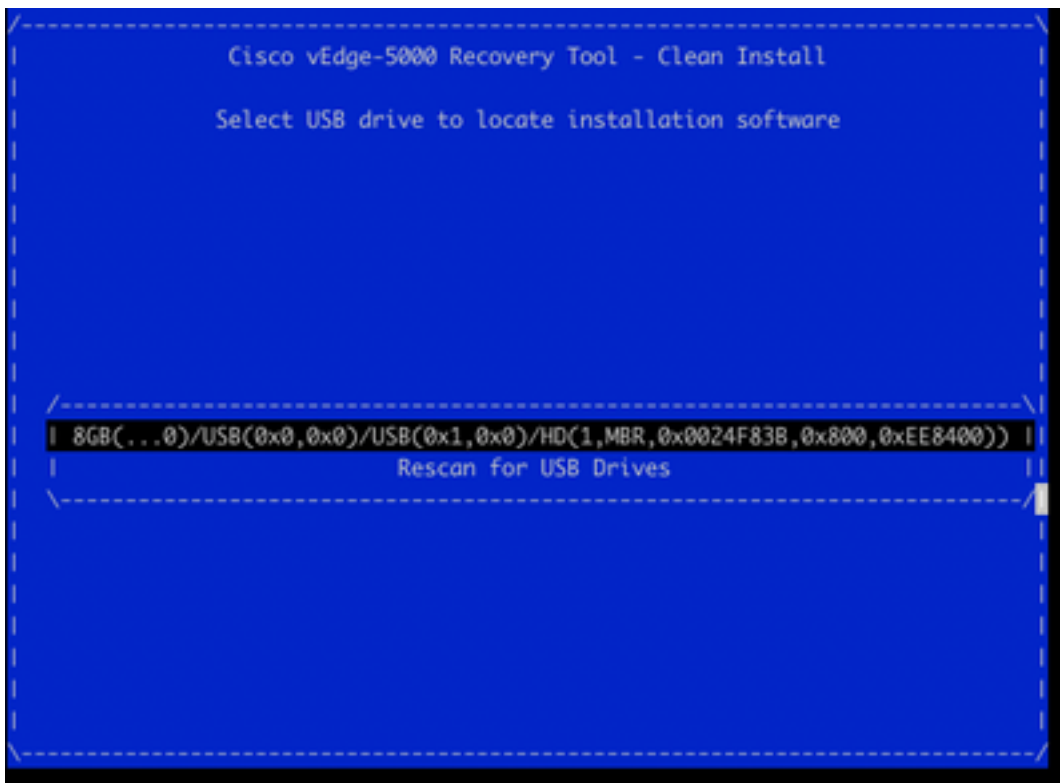 Cisco vEdge-5000 Recovery Tool - Clean Install
Select USB drive to locate installation software
8GB(...0)/USB(0x0,0x0)/USB(0x1,0x0)/HD(1,MBR,0x0024F83B,0x800,0xEE8400))
Rescan for USB Drives